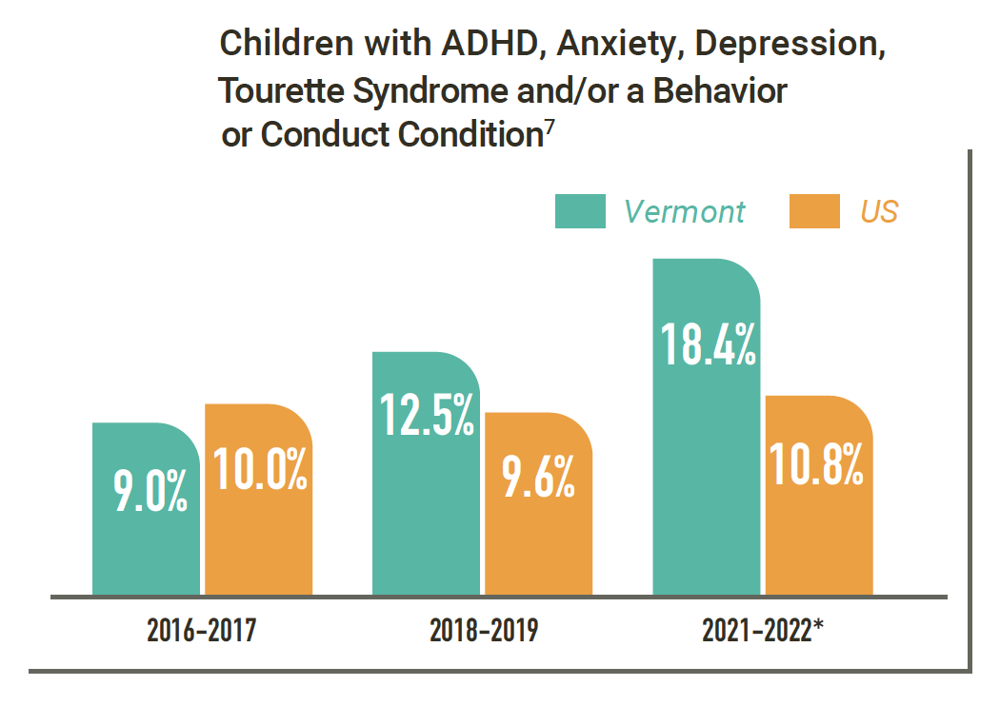 Children with ADHD, Anxiety, Depression,
Tourette Syndrome and/or a Behavior
or Conduct Condition⁷
Vermont US
18.4%
12.5%
10.8%
10.0%
9.6%
9.0%
2016–2017 2018–2019 2021–2022*